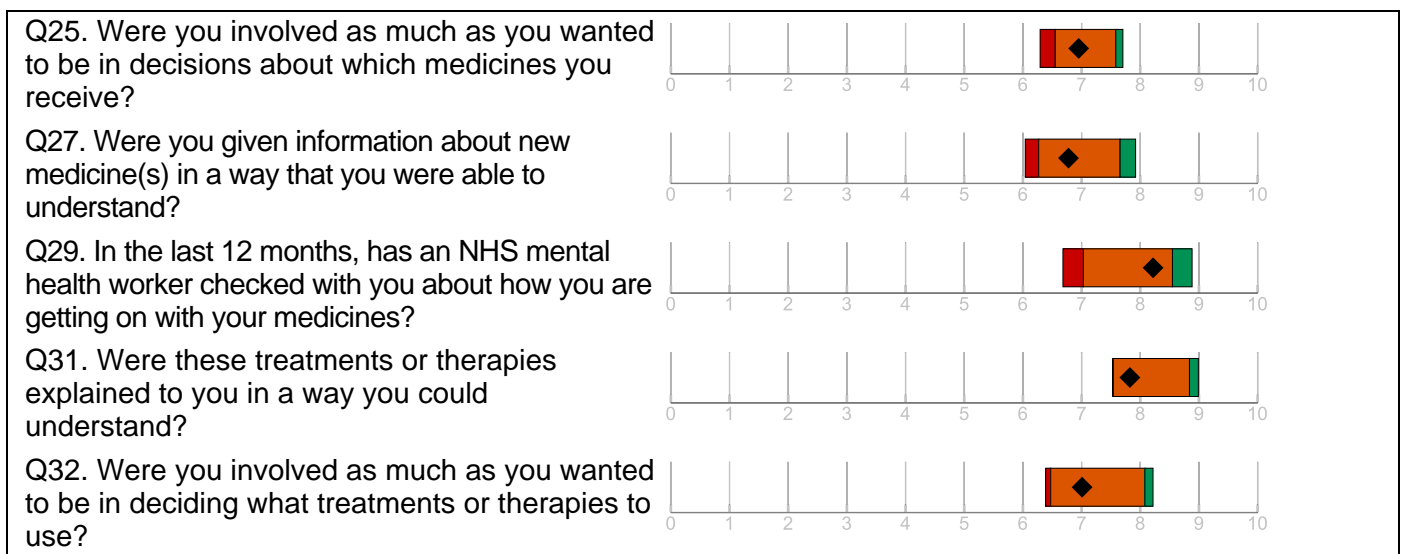 Q25. Were you involved as much as you wanted
to be in decisions about which medicines you
receive?
0 1 2 3 4 5 6 7 8 9 10
Q27. Were you given information about new
medicine(s) in a way that you were able to
understand?
0 1 2 3 4 5 6 7 8 9 10
Q29. In the last 12 months, has an NHS mental
health worker checked with you about how you are
getting on with your medicines?
0 1 2 3 4 5 6 7 8 9 10
Q31. Were these treatments or therapies
explained to you in a way you could
understand?
0 1 2 3 4 5 6 7 8 9 10
Q32. Were you involved as much as you wanted
to be in deciding what treatments or therapies to
use?
0 1 2 3 4 5 6 7 8 9 10